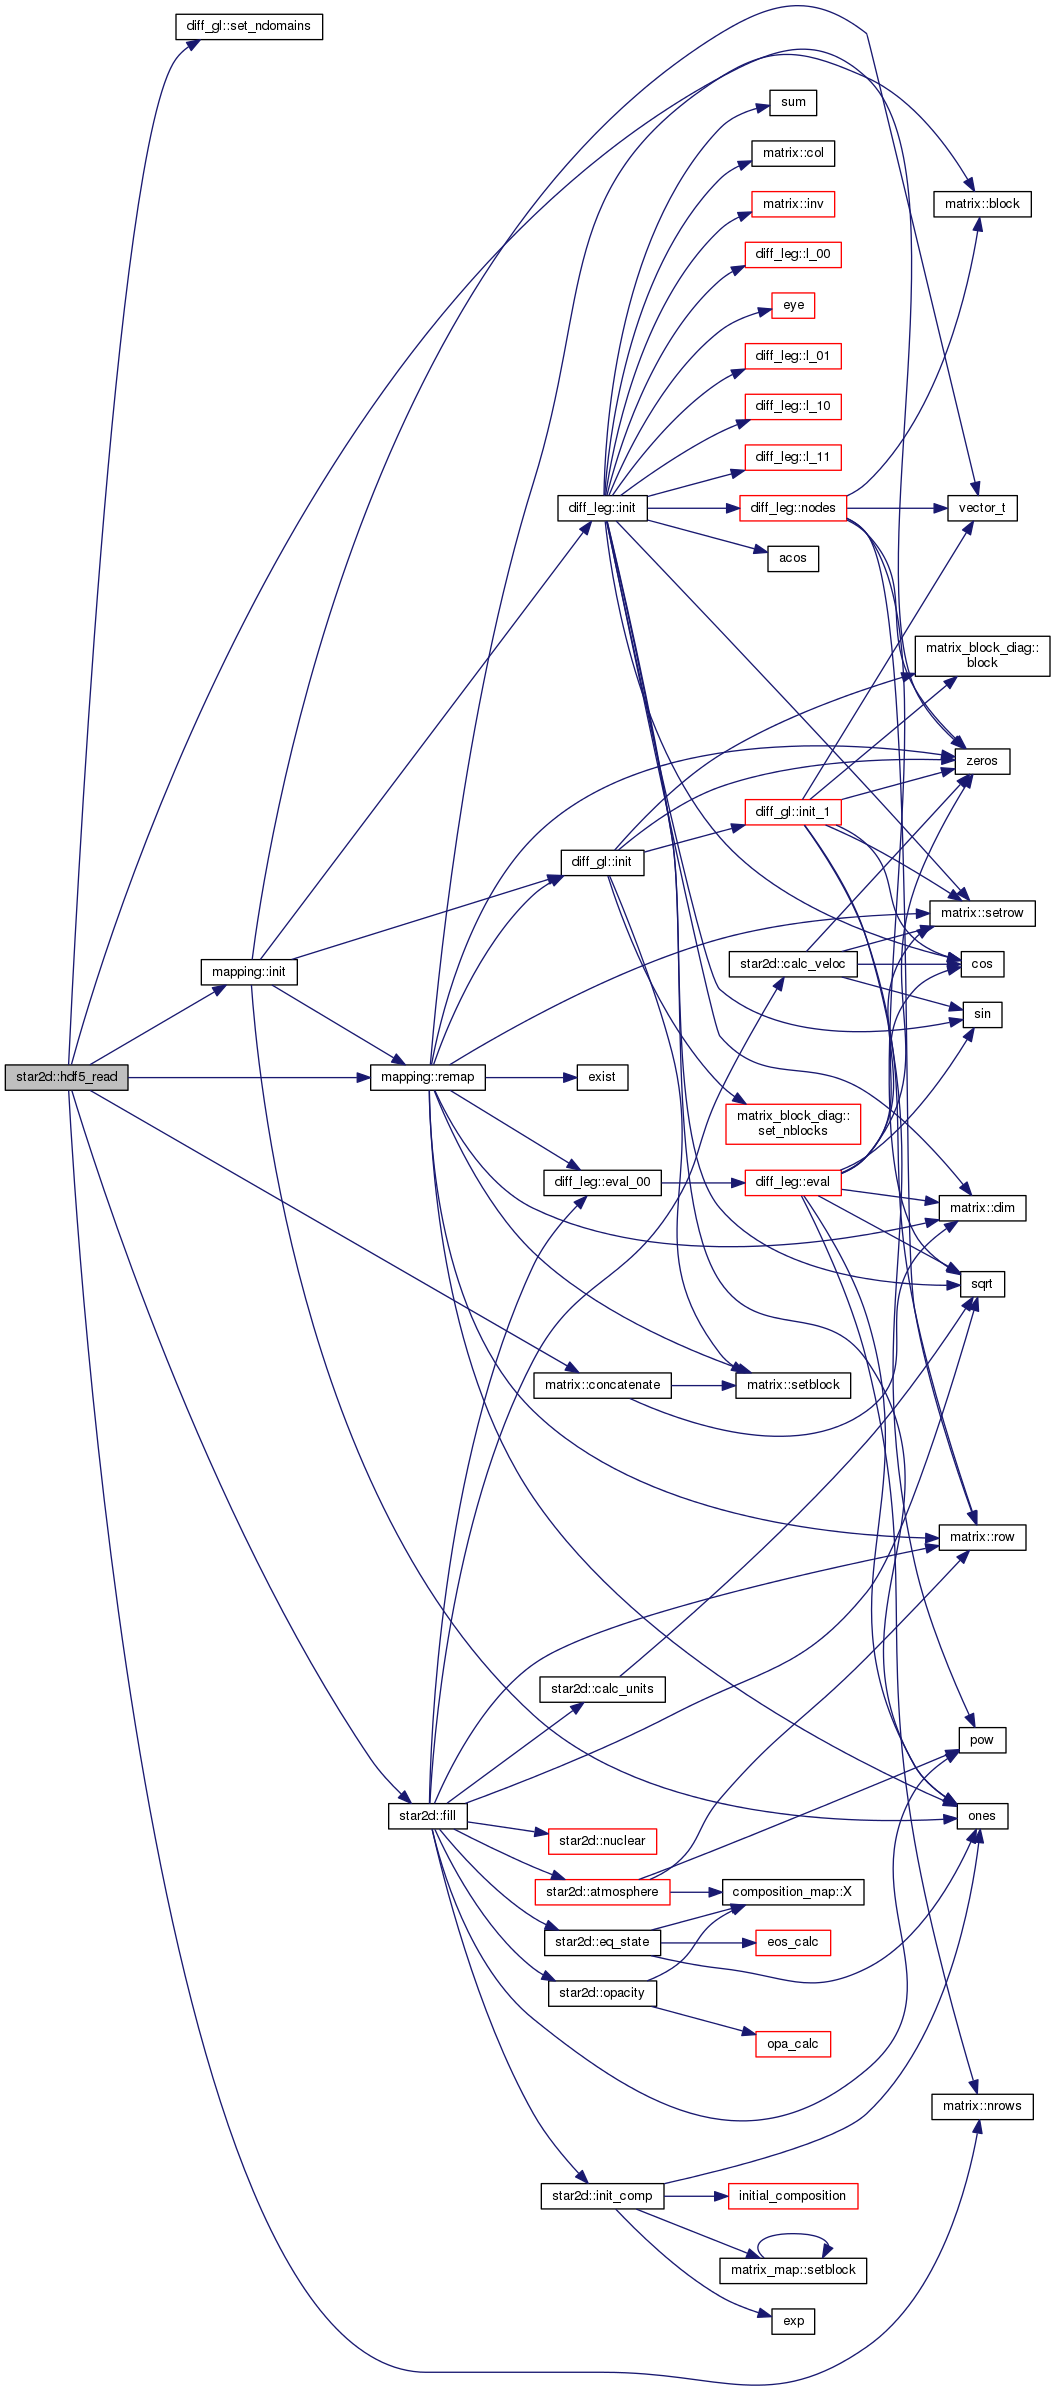 diff_gl::set_ndomains
sum
matrix::col
matrix::block
matrix::inv
diff_leg::l_00
eye
diff_leg::l_01
diff_leg::l_10
diff_leg::l_11
diff_leg::init
diff_leg::nodes
vector_t
acos
matrix_block_diag::
block
zeros
diff_gl::init_1
diff_gl::init
matrix::setrow
mapping::init
star2d::calc_veloc
cos
sin
star2d::hdf5_read
mapping::remap
exist
matrix_block_diag::
set_nblocks
diff_leg::eval_00
diff_leg::eval
matrix::dim
sqrt
matrix::concatenate
matrix::setblock
matrix::row
star2d::calc_units
pow
star2d::fill
ones
star2d::nuclear
star2d::atmosphere
composition_map::X
star2d::eq_state
eos_calc
star2d::opacity
opa_calc
matrix::nrows
star2d::init_comp
initial_composition
matrix_map::setblock
exp